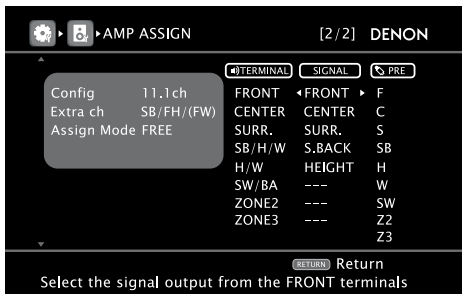 AMP ASSIGN [2/2] DENON
TERMINAL SIGNAL PRE
Config 11.1ch
Extra ch SB/FH/(FW)
Assign Mode FREE
FRONT FRONT F
CENTER CENTER C
SURR. SURR. S
SB/H/W S.BACK SB
H/W HEIGHT H
SW/BA --- W
ZONE2 --- SW
ZONE3 --- Z2
Z3
RETURN Return
Select the signal output from the FRONT terminals